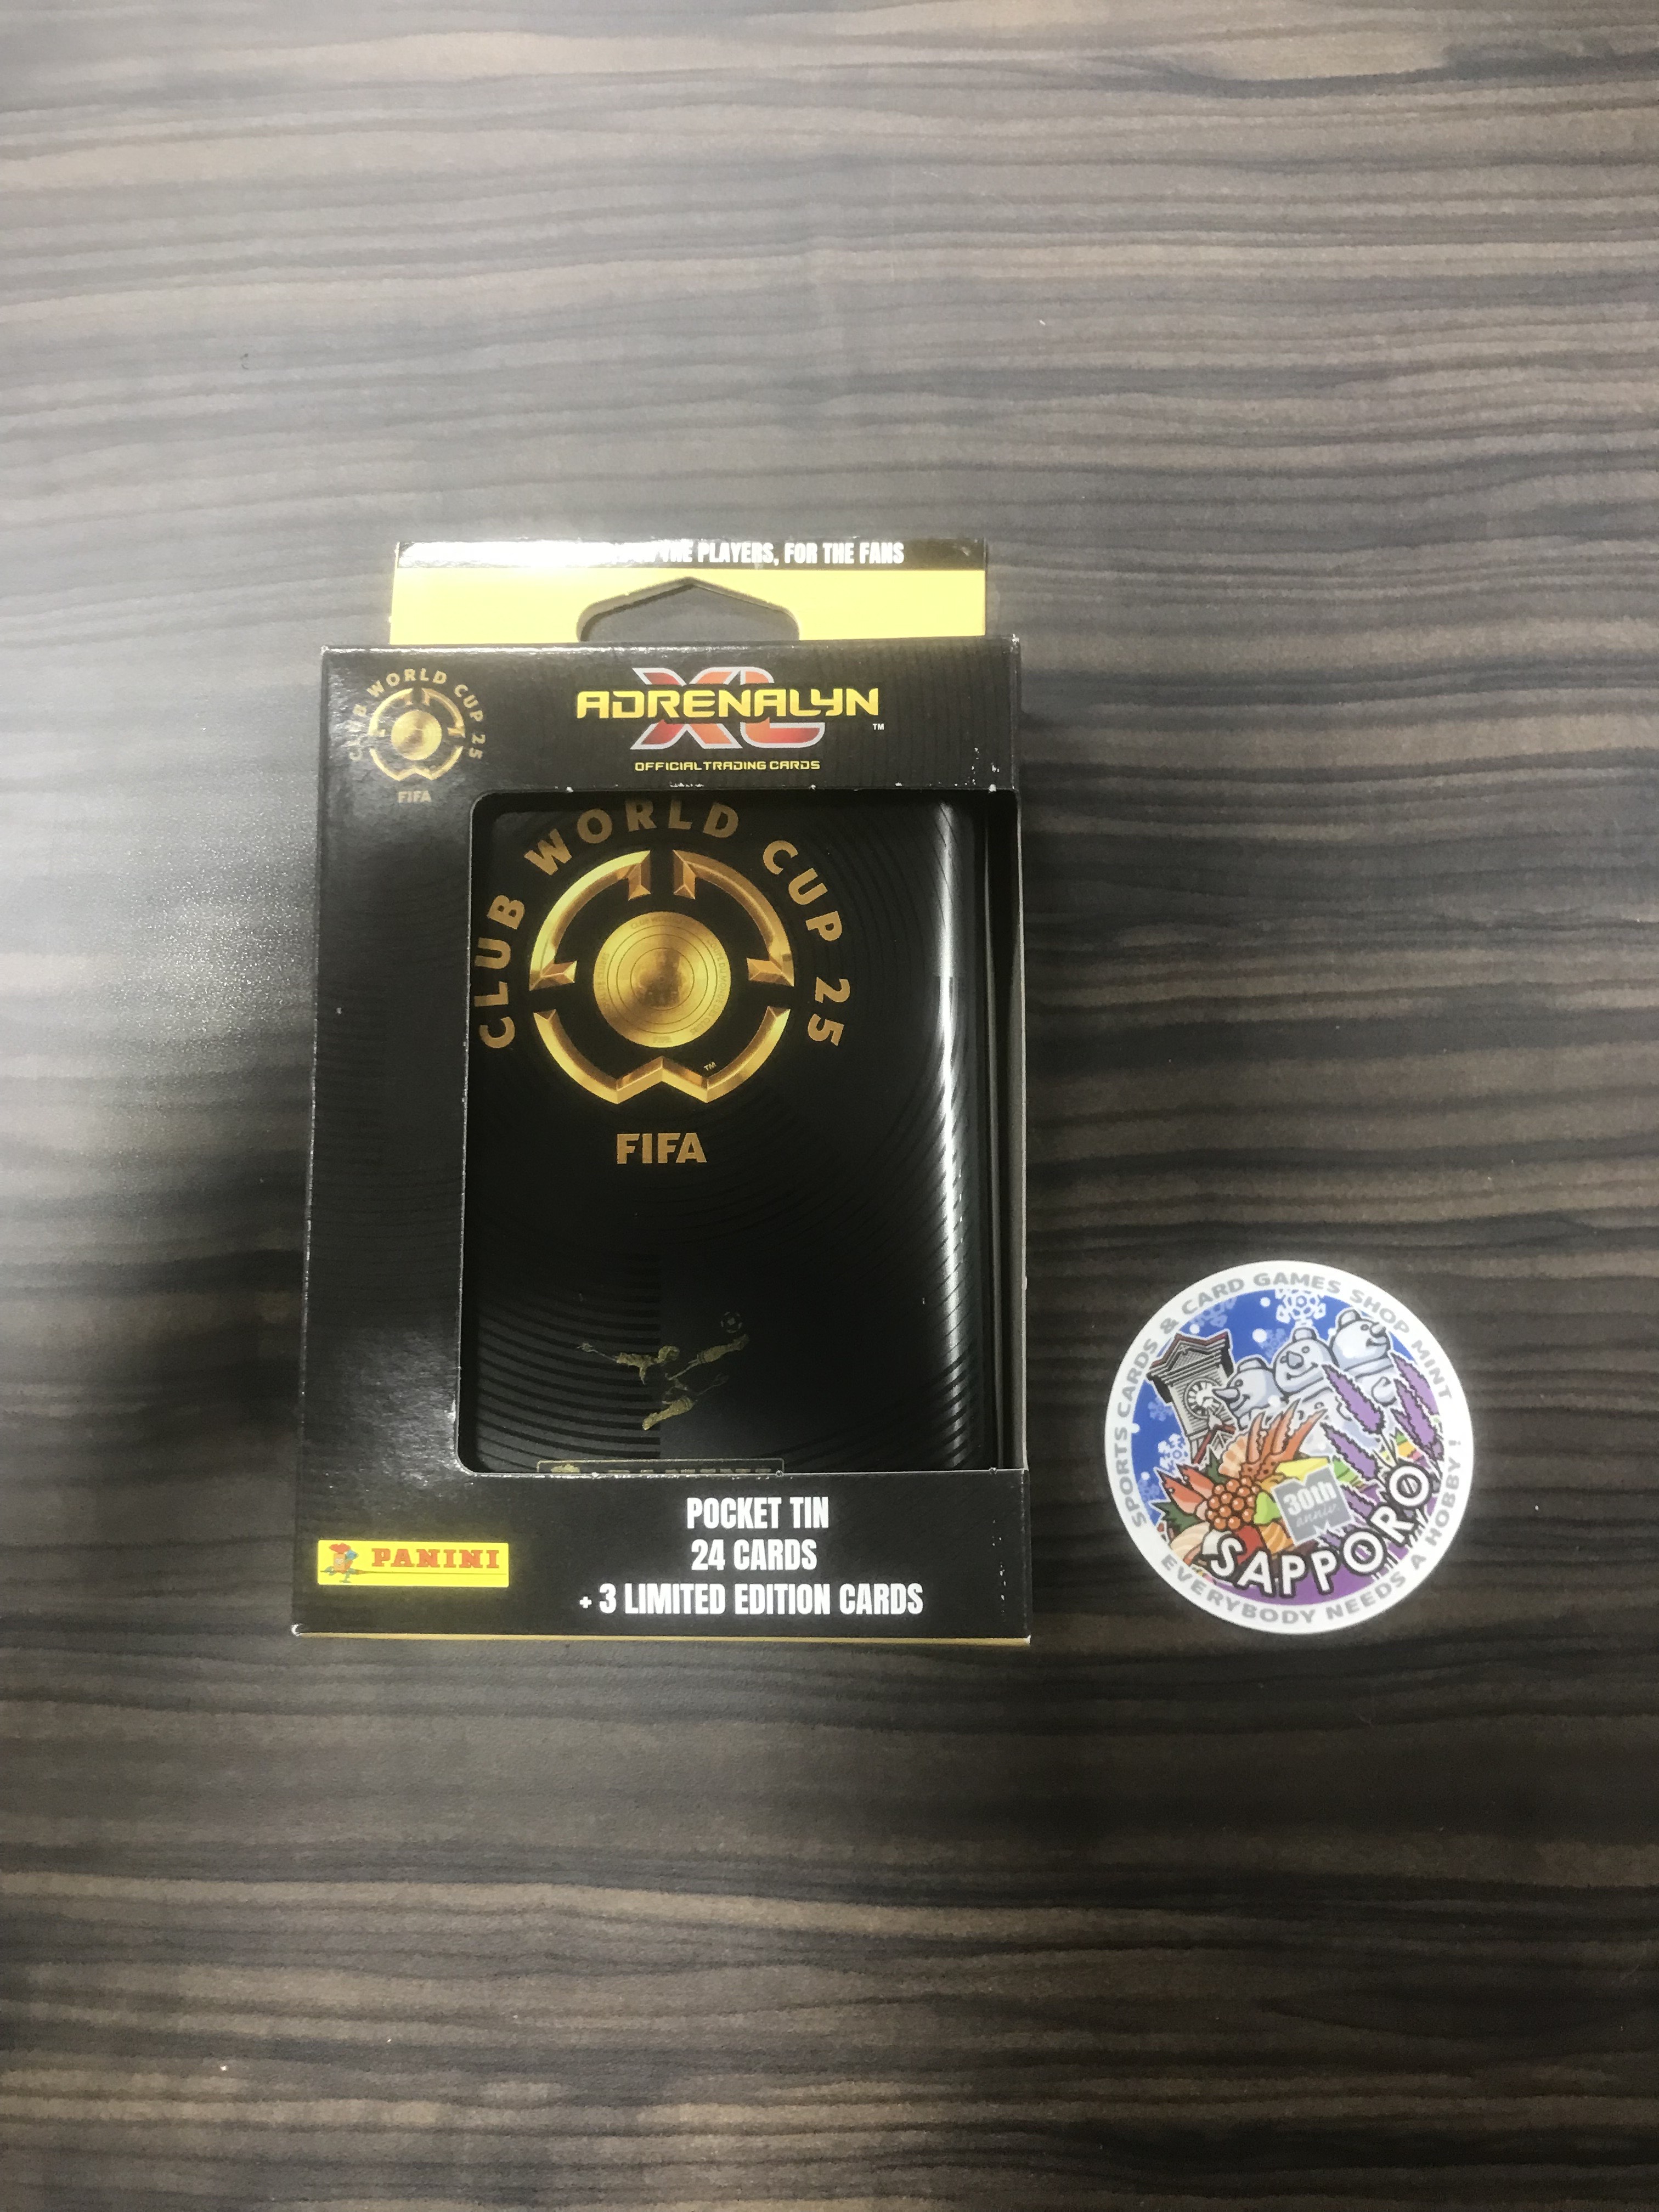 THE PLAYERS, FOR THE FANS
CLUB WORLD CUP 25
FIFA
ADRENALYN
XL
™
OFFICIAL TRADING CARDS
CLUB WORLD CUP 25
™
FIFA
PANINI
POCKET TIN
24 CARDS
+ 3 LIMITED EDITION CARDS
SPORTS CARDS & CARD GAMES SHOP MINT
30th
anniv
SAPPORO
EVERYBODY NEEDS A HOBBY!